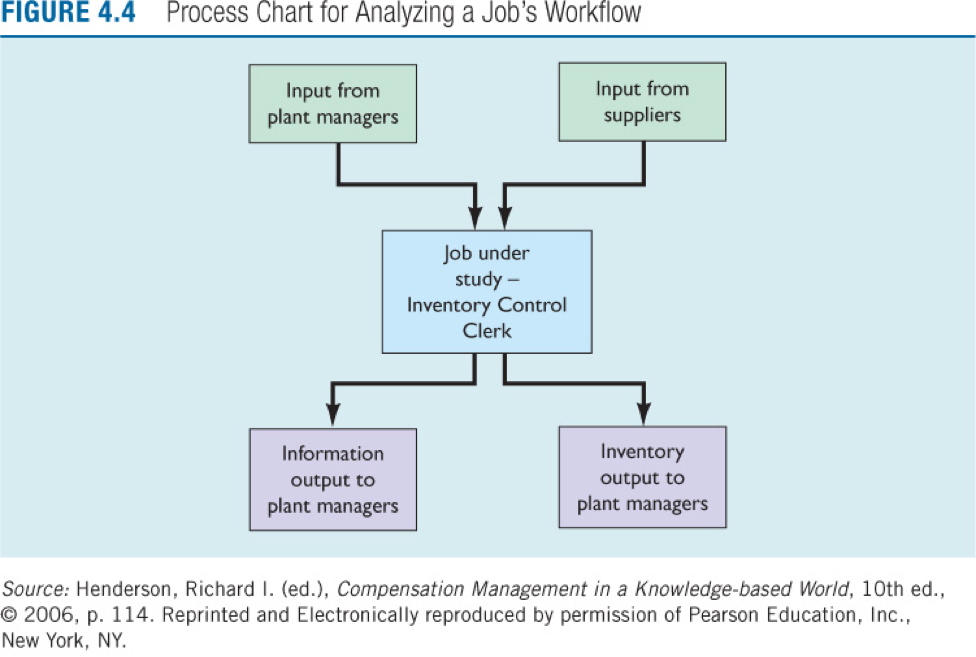 FIGURE 4.4 Process Chart for Analyzing a Job's Workflow
Input from
plant managers
Input from
suppliers
Job under
study –
Inventory Control
Clerk
Information
output to
plant managers
Inventory
output to
plant managers
Source: Henderson, Richard I. (ed.), Compensation Management in a Knowledge-based World, 10th ed.,
© 2006, p. 114. Reprinted and Electronically reproduced by permission of Pearson Education, Inc.,
New York, NY.